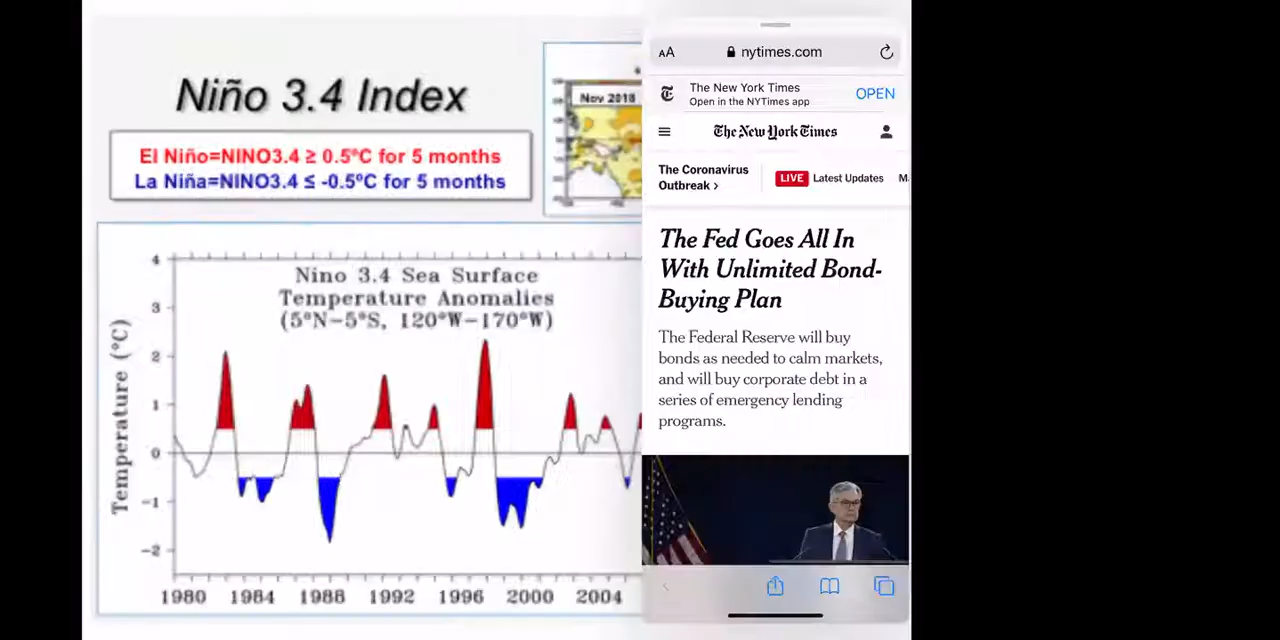 Niño 3.4 Index
El Niño=NINO3.4 ≥ 0.5ºC for 5 months
La Niña=NINO3.4 ≤ -0.5ºC for 5 months
Nov 2018
Nino 3.4 Sea Surface
Temperature Anomalies
(5°N−5°S, 120°W−170°W)
Temperature (°C)
4
3
2
1
0
−1
−2
1980 1984 1988 1992 1996 2000 2004
AA nytimes.com
The New York Times
Open in the NYTimes app
OPEN
The New York Times
The Coronavirus
Outbreak ›
LIVE Latest Updates
The Fed Goes All In
With Unlimited Bond-
Buying Plan
The Federal Reserve will buy
bonds as needed to calm markets,
and will buy corporate debt in a
series of emergency lending
programs.